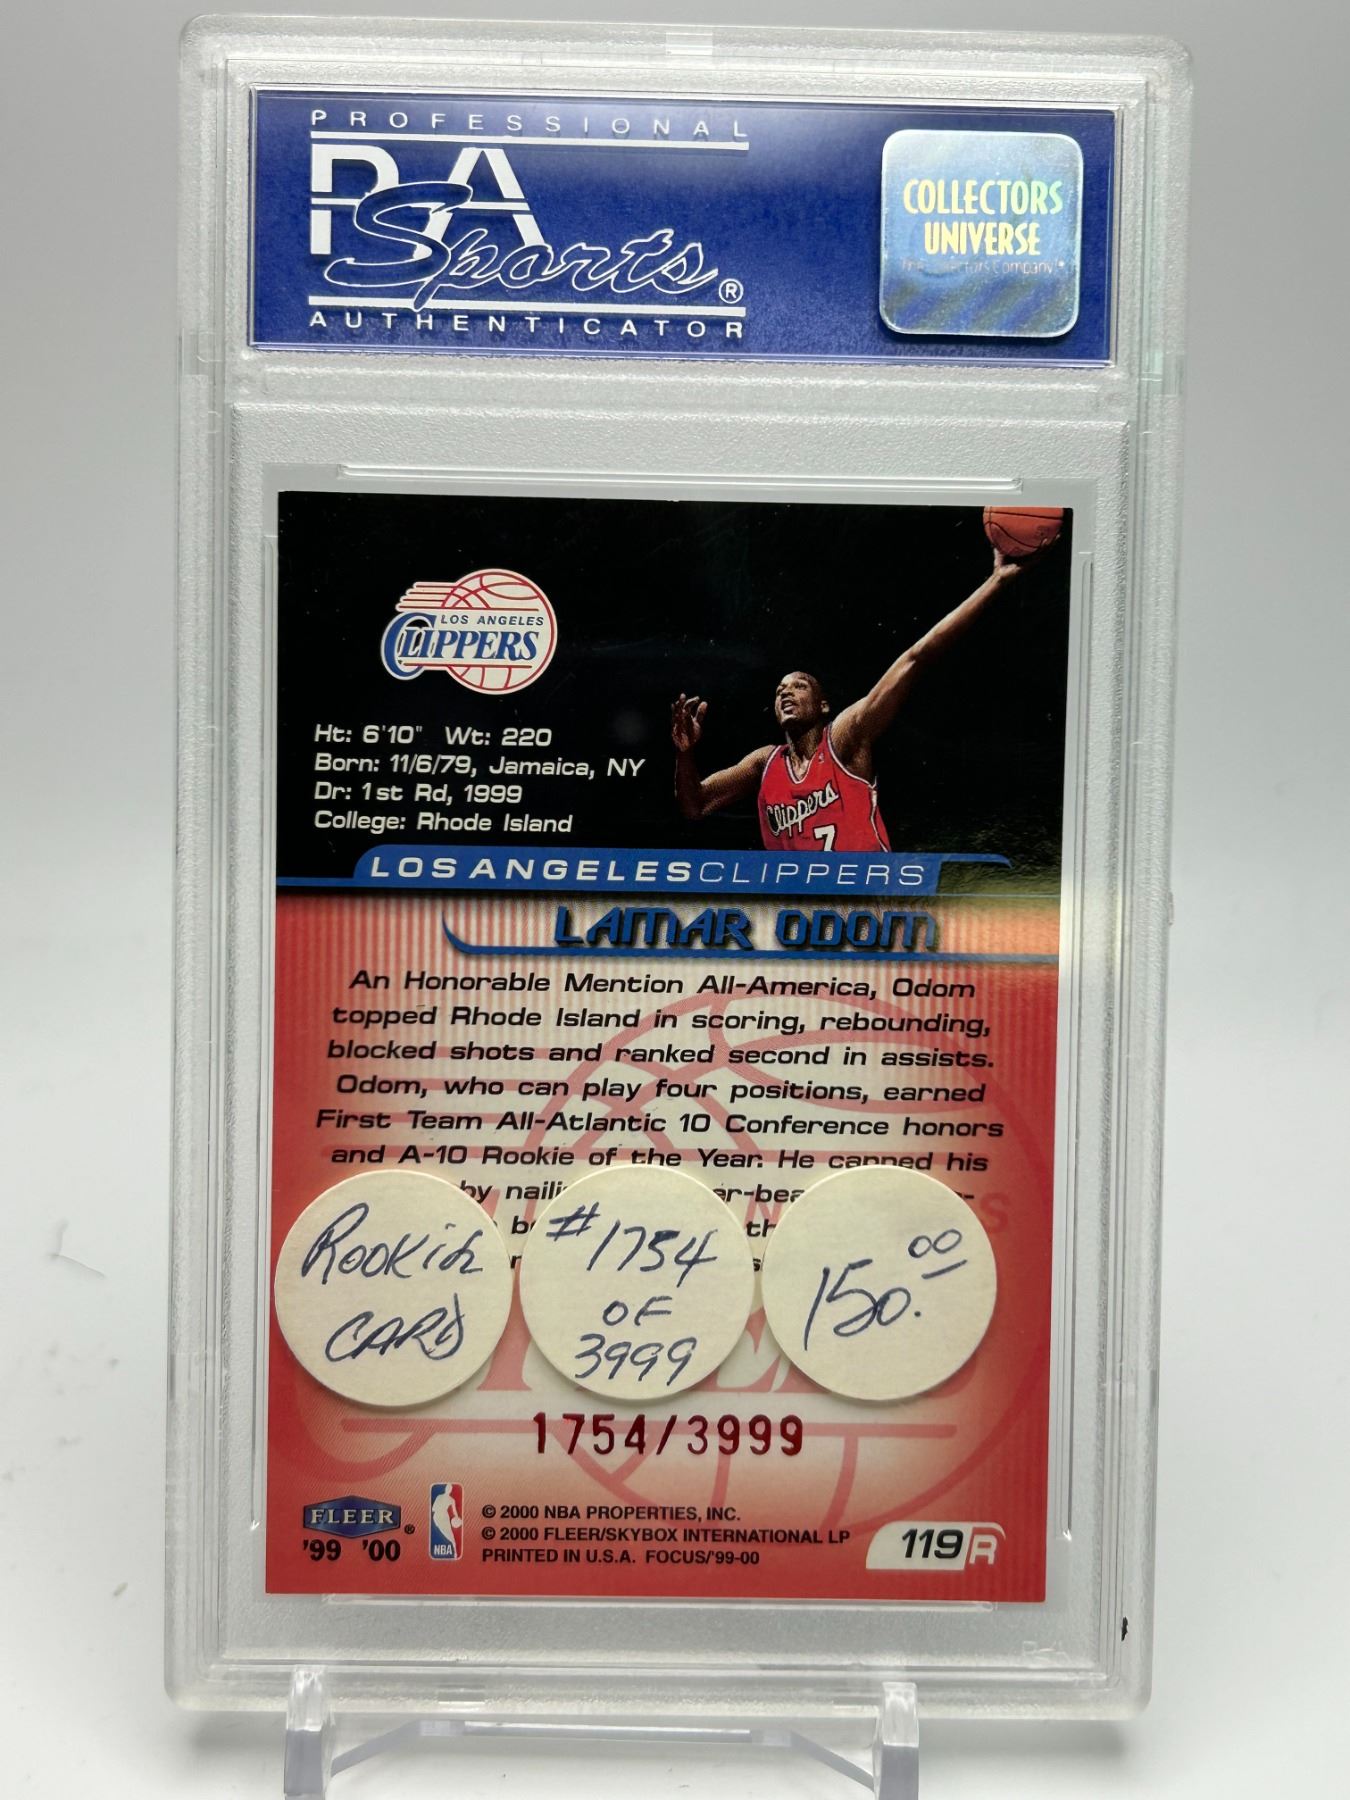 PROFESSIONAL
PSA
Sports®
AUTHENTICATOR
COLLECTORS
UNIVERSE
The Collectors Company
LOS ANGELES
CLIPPERS
Ht: 6'10" Wt: 220
Born: 11/6/79, Jamaica, NY
Dr: 1st Rd, 1999
College: Rhode Island
Clippers
7
LOS ANGELES CLIPPERS
LAMAR ODOM
An Honorable Mention All-America, Odom
topped Rhode Island in scoring, rebounding,
blocked shots and ranked second in assists.
Odom, who can play four positions, earned
First Team All-Atlantic 10 Conference honors
and A-10 Rookie of the Year. He capped his
by
ROOKIE
CARD
#1754
OF
3999
150.00
1754/3999
FLEER®
'99 '00
NBA
© 2000 NBA PROPERTIES, INC.
© 2000 FLEER/SKYBOX INTERNATIONAL LP
PRINTED IN U.S.A. FOCUS/'99-00
119R